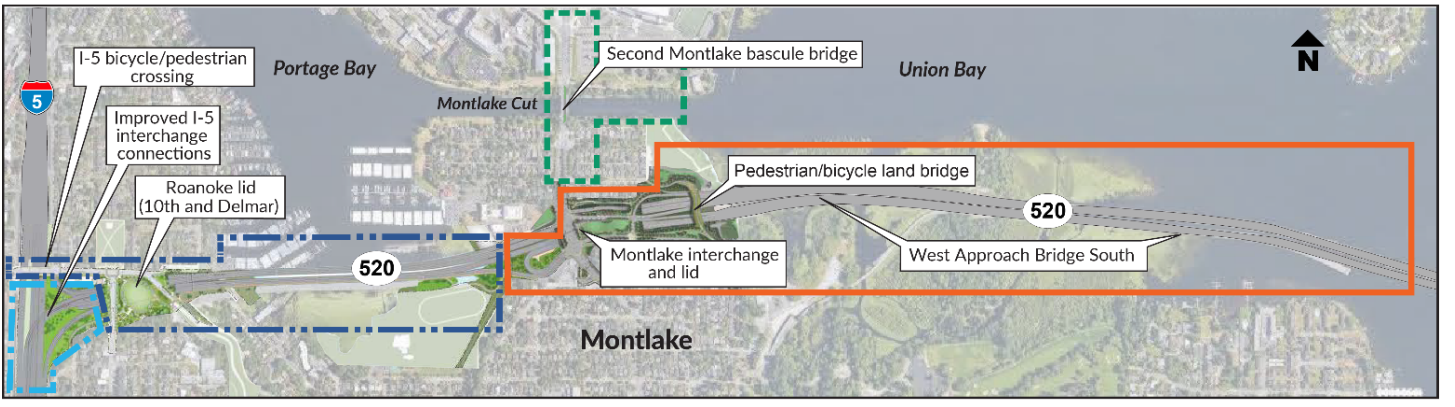 I-5 bicycle/pedestrian
crossing
5
Improved I-5
interchange
connections
Roanoke lid
(10th and Delmar)
Portage Bay
Montlake Cut
Second Montlake bascule bridge
Union Bay
N
Pedestrian/bicycle land bridge
520
520
Montlake interchange
and lid
West Approach Bridge South
Montlake